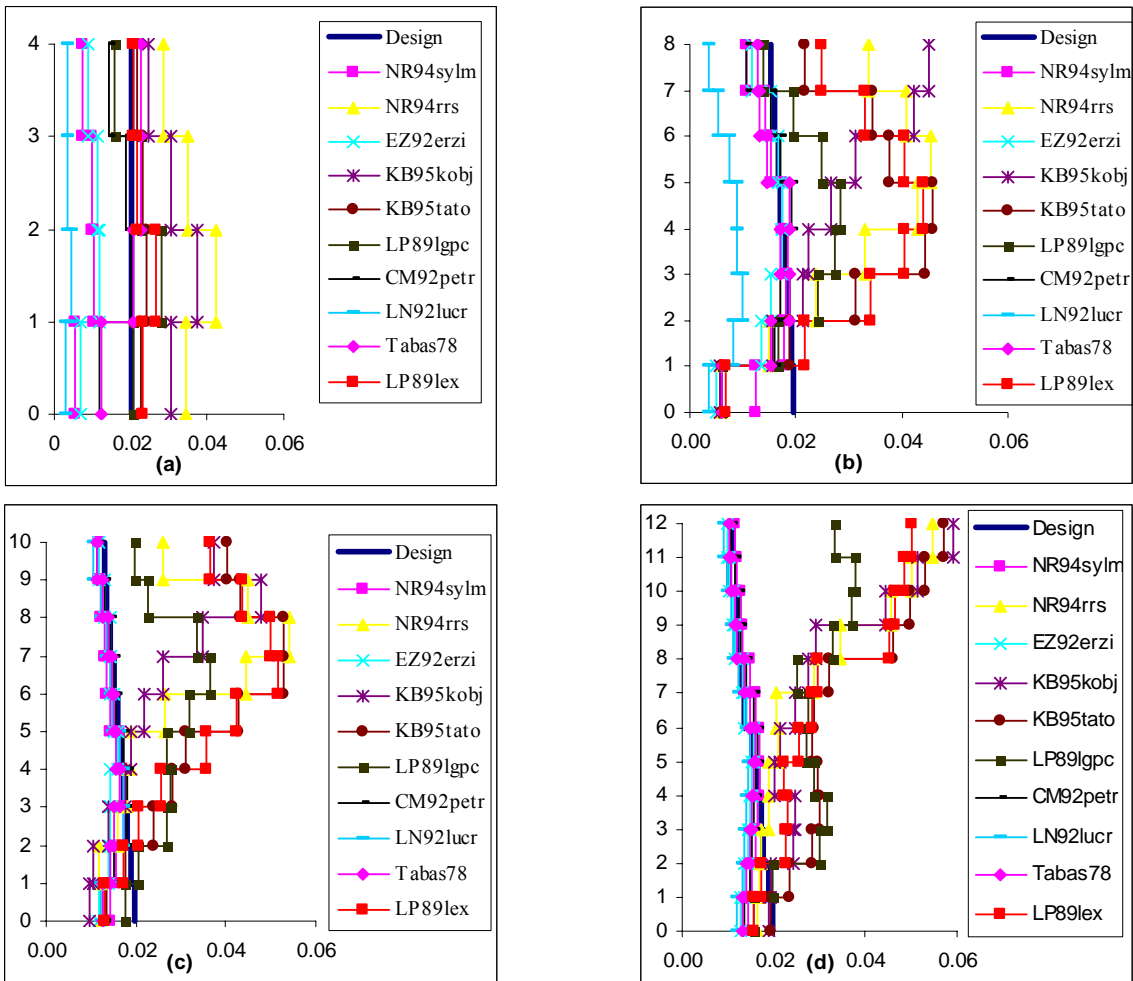 4
3
2
1
0
0
0.02
0.04
0.06
(a)
Design
NR94sylm
NR94rrs
EZ92erzi
KB95kobj
KB95tato
LP89lgpc
CM92petr
LN92lucr
Tabas78
LP89lex
8
7
6
5
4
3
2
1
0
0.00
0.02
0.04
0.06
(b)
Design
NR94sylm
NR94rrs
EZ92erzi
KB95kobj
KB95tato
LP89lgpc
CM92petr
LN92lucr
Tabas78
LP89lex
10
9
8
7
6
5
4
3
2
1
0
0.00
0.02
0.04
0.06
(c)
Design
NR94sylm
NR94rrs
EZ92erzi
KB95kobj
KB95tato
LP89lgpc
CM92petr
LN92lucr
Tabas78
LP89lex
12
11
10
9
8
7
6
5
4
3
2
1
0
0.00
0.02
0.04
0.06
(d)
Design
NR94sylm
NR94rrs
EZ92erzi
KB95kobj
KB95tato
LP89lgpc
CM92petr
LN92lucr
Tabas78
LP89lex